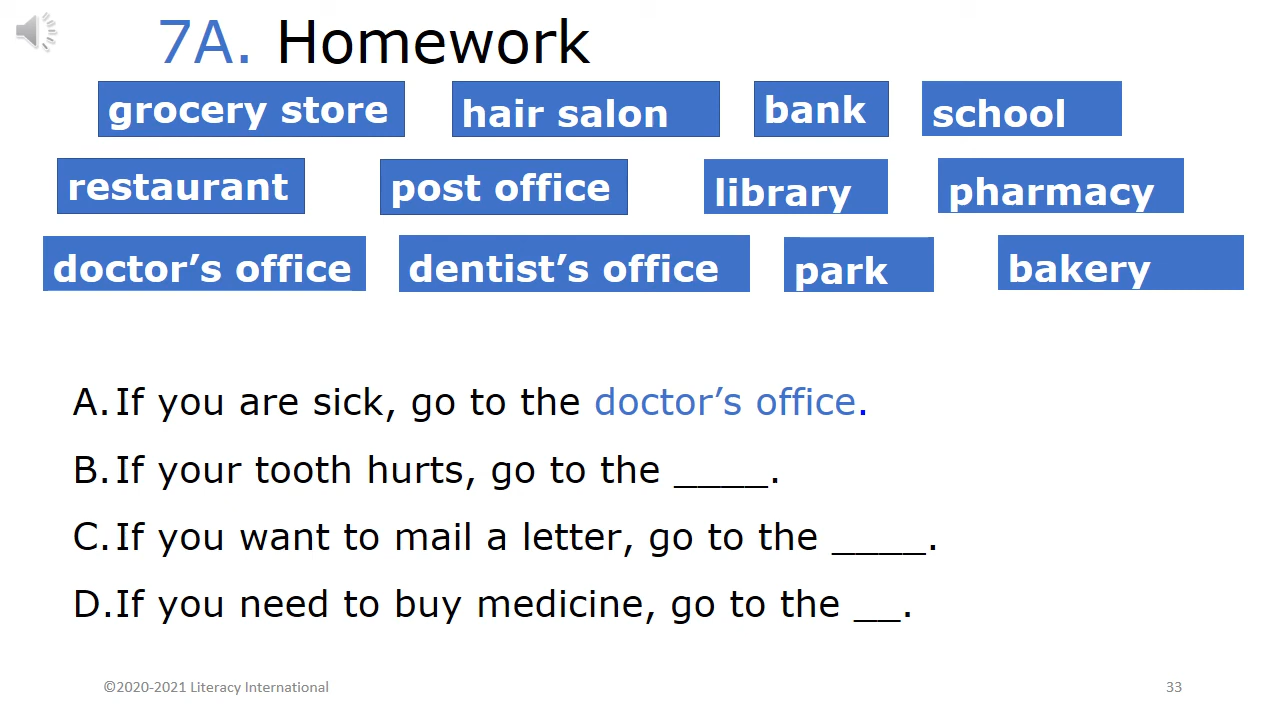 7A. Homework
grocery store hair salon bank school
restaurant post office library pharmacy
doctor’s office dentist’s office park bakery
A. If you are sick, go to the doctor’s office.
B. If your tooth hurts, go to the ____.
C. If you want to mail a letter, go to the ____.
D. If you need to buy medicine, go to the __.
©2020-2021 Literacy International 33